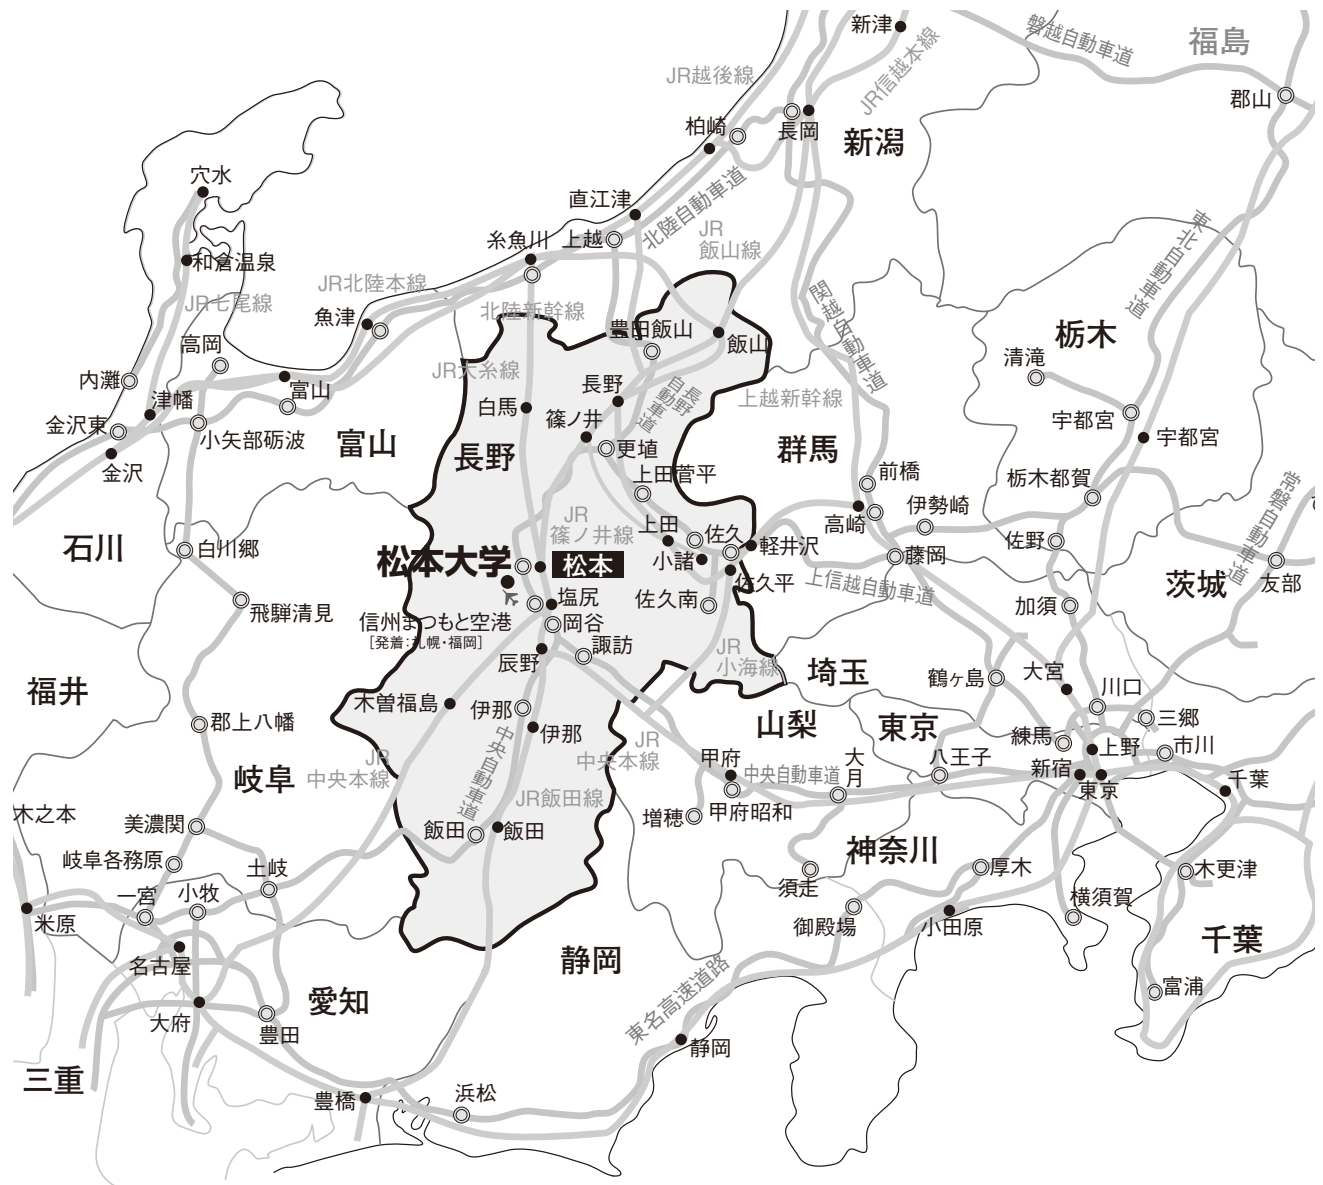 新津
磐越自動車道
福島
JR信越本線
JR越後線
郡山
柏崎
長岡
新潟
穴水
直江津
北陸自動車道
JR
飯山線
東北自動車道
糸魚川
上越
和倉温泉
JR七尾線
JR北陸本線
北陸新幹線
関越自動車道
魚津
豊田飯山
飯山
栃木
高岡
清滝
内灘
富山
JR大糸線
長野
長野
自動車道
上越新幹線
津幡
白馬
宇都宮
金沢東
小矢部砺波
富山
篠ノ井
宇都宮
金沢
長野
更埴
群馬
上田菅平
前橋
栃木都賀
常磐自動車道
石川
白川郷
JR
篠ノ井線
上田
佐久
高崎
伊勢崎
佐野
松本大学
松本
小諸
軽井沢
藤岡
佐久平
上信越自動車道
茨城
友部
飛騨清見
塩尻
佐久南
加須
信州まつもと空港
[発着:札幌・福岡]
岡谷
諏訪
辰野
JR
小海線
埼玉
鶴ヶ島
大宮
川口
福井
木曽福島
伊那
伊那
山梨
東京
三郷
郡上八幡
中央自動車道
JR
中央本線
練馬
上野
市川
岐阜
JR
中央本線
甲府
中央自動車道
大月
八王子
新宿
東京
千葉
JR飯田線
木之本
美濃関
飯田
飯田
増穂
甲府昭和
神奈川
岐阜各務原
土岐
須走
厚木
木更津
一宮
小牧
横須賀
米原
御殿場
小田原
千葉
名古屋
静岡
富浦
愛知
大府
豊田
東名高速道路
静岡
三重
豊橋
浜松